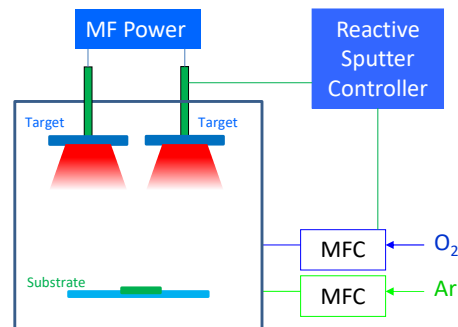 MF Power
Reactive
Sputter
Controller
Target
Target
MFC
O₂
Substrate
MFC
Ar